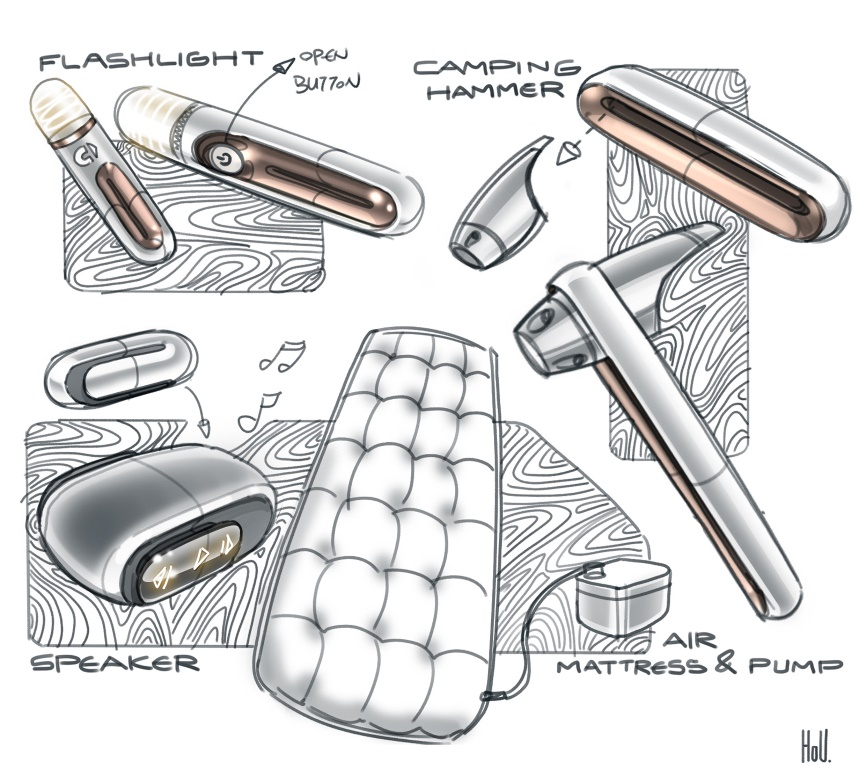 FLASHLIGHT
OPEN
BUTTON
CAMPING
HAMMER
SPEAKER
AIR
MATTRESS & PUMP
HoU.